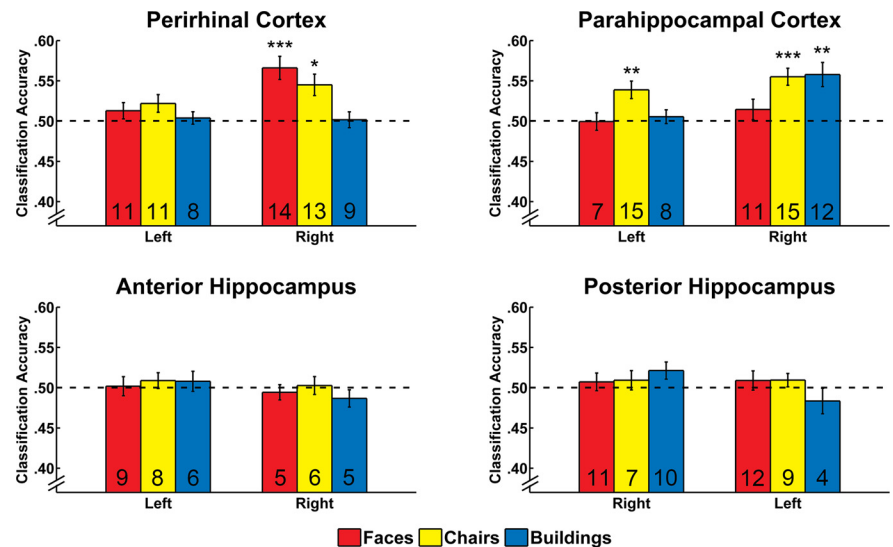 Perirhinal Cortex
Classification Accuracy
.60
.55
.50
.45
.40
***
*
11 11 8
14 13 9
Left Right
Parahippocampal Cortex
Classification Accuracy
.60
.55
.50
.45
.40
**
***
**
7 15 8
11 15 12
Left Right
Anterior Hippocampus
Classification Accuracy
.60
.55
.50
.45
.40
9 8 6
5 6 5
Left Right
Posterior Hippocampus
Classification Accuracy
.60
.55
.50
.45
.40
11 7 10
12 9 4
Right Left
Faces Chairs Buildings